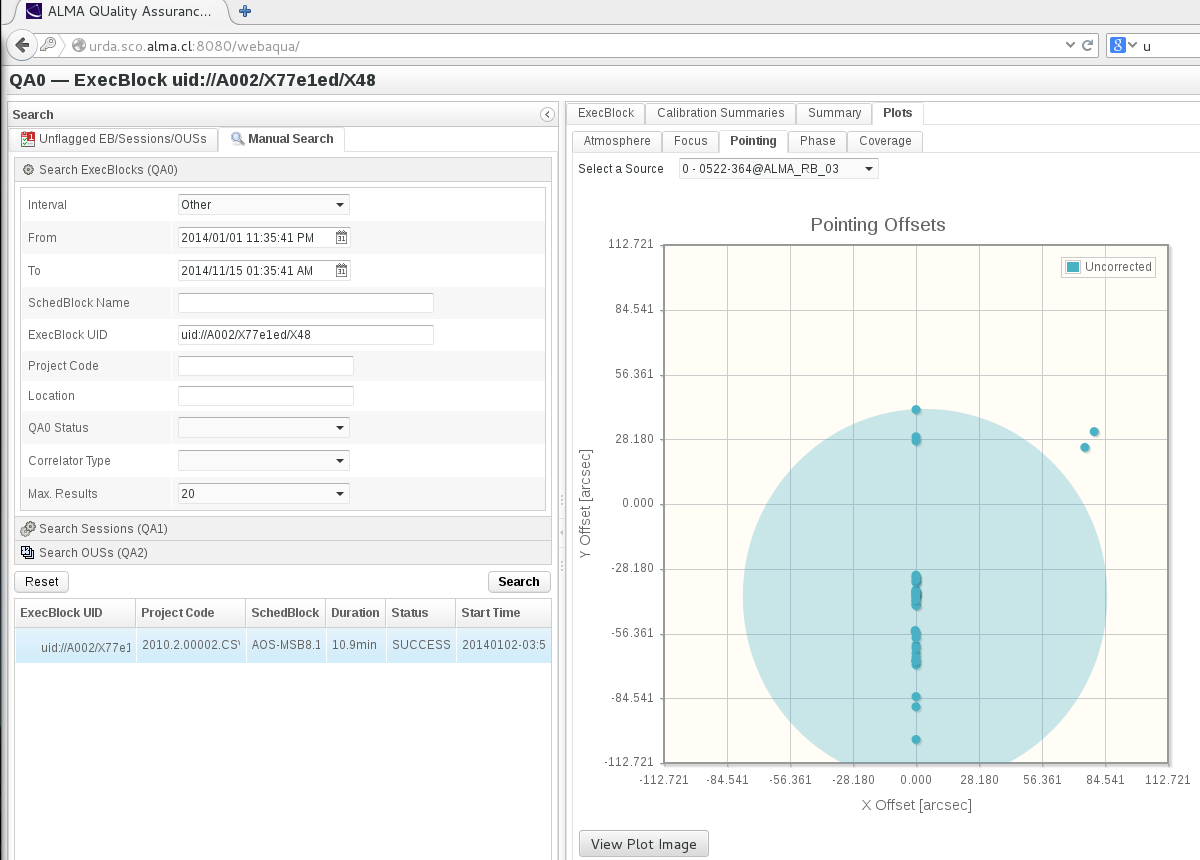 ALMA QUality Assuranc...
urda.sco.alma.cl:8080/webaqua/
8
u
QA0 — ExecBlock uid://A002/X77e1ed/X48
Search
Unflagged EB/Sessions/OUSs
Manual Search
Search ExecBlocks (QA0)
Interval
Other
From
2014/01/01 11:35:41 PM
31
To
2014/11/15 01:35:41 AM
31
SchedBlock Name
ExecBlock UID
uid://A002/X77e1ed/X48
Project Code
Location
QA0 Status
Correlator Type
Max. Results
20
Search Sessions (QA1)
Search OUSs (QA2)
Reset
Search
ExecBlock UID Project Code SchedBlock Duration Status Start Time
uid://A002/X77e1 2010.2.00002.CS AOS-MSB8.1 10.9min SUCCESS 20140102-03:5
ExecBlock Calibration Summaries Summary Plots
Atmosphere Focus Pointing Phase Coverage
Select a Source 0 - 0522-364@ALMA_RB_03
Pointing Offsets
Uncorrected
112.721
84.541
56.361
28.180
0.000
-28.180
-56.361
-84.541
-112.721
Y Offset [arcsec]
-112.721 -84.541 -56.361 -28.180 0.000 28.180 56.361 84.541 112.721
X Offset [arcsec]
View Plot Image